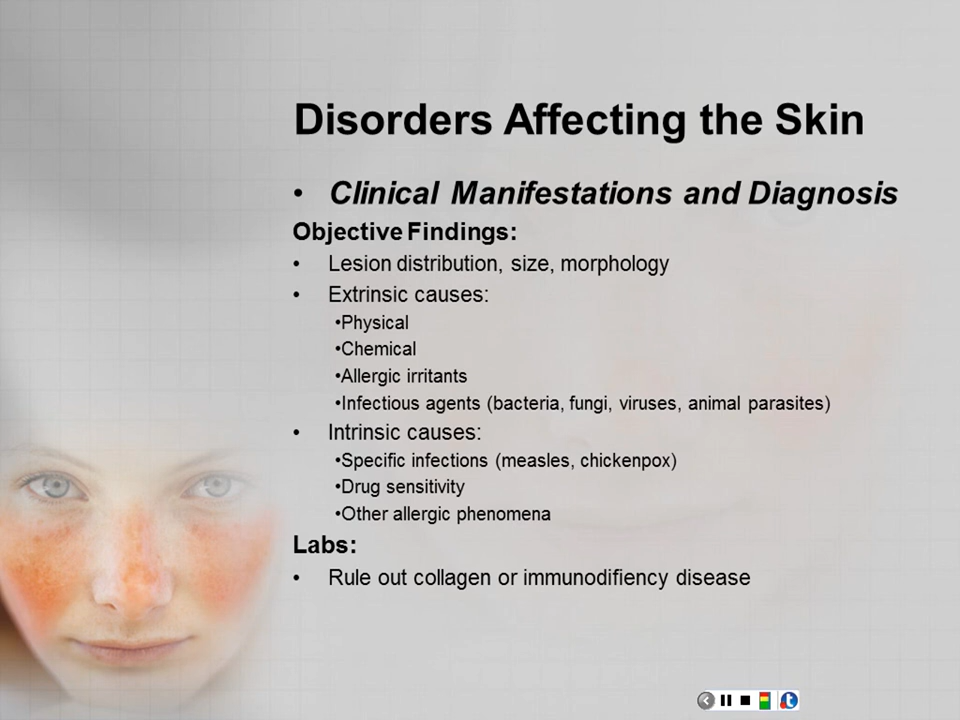 Disorders Affecting the Skin
• Clinical Manifestations and Diagnosis
Objective Findings:
• Lesion distribution, size, morphology
• Extrinsic causes:
•Physical
•Chemical
•Allergic irritants
•Infectious agents (bacteria, fungi, viruses, animal parasites)
• Intrinsic causes:
•Specific infections (measles, chickenpox)
•Drug sensitivity
•Other allergic phenomena
Labs:
• Rule out collagen or immunodifiency disease
t